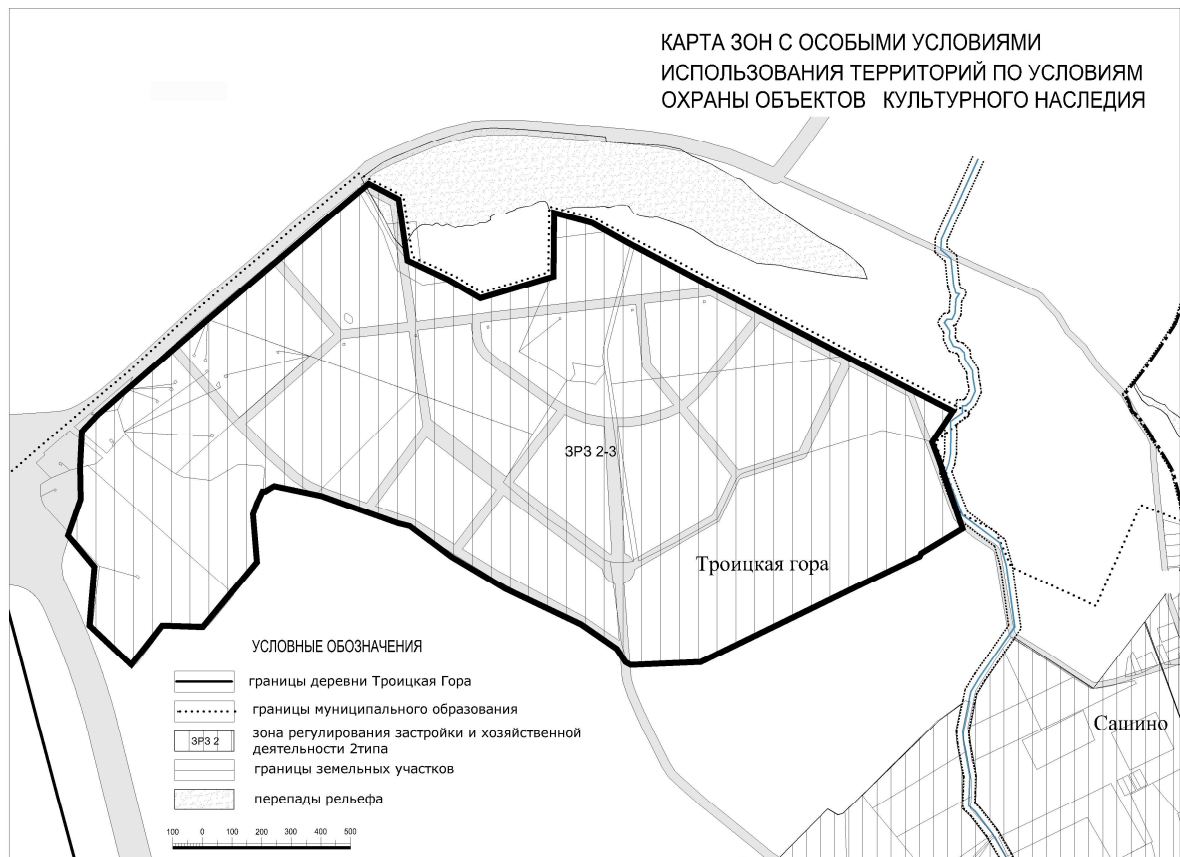 КАРТА ЗОН С ОСОБЫМИ УСЛОВИЯМИ
ИСПОЛЬЗОВАНИЯ ТЕРРИТОРИЙ ПО УСЛОВИЯМ
ОХРАНЫ ОБЪЕКТОВ КУЛЬТУРНОГО НАСЛЕДИЯ
ЗРЗ 2-3
Троицкая гора
Сашино
УСЛОВНЫЕ ОБОЗНАЧЕНИЯ
границы деревни Троицкая Гора
границы муниципального образования
ЗРЗ 2
зона регулирования застройки и хозяйственной
деятельности 2типа
границы земельных участков
перепады рельефа
100 0 100 200 300 400 500